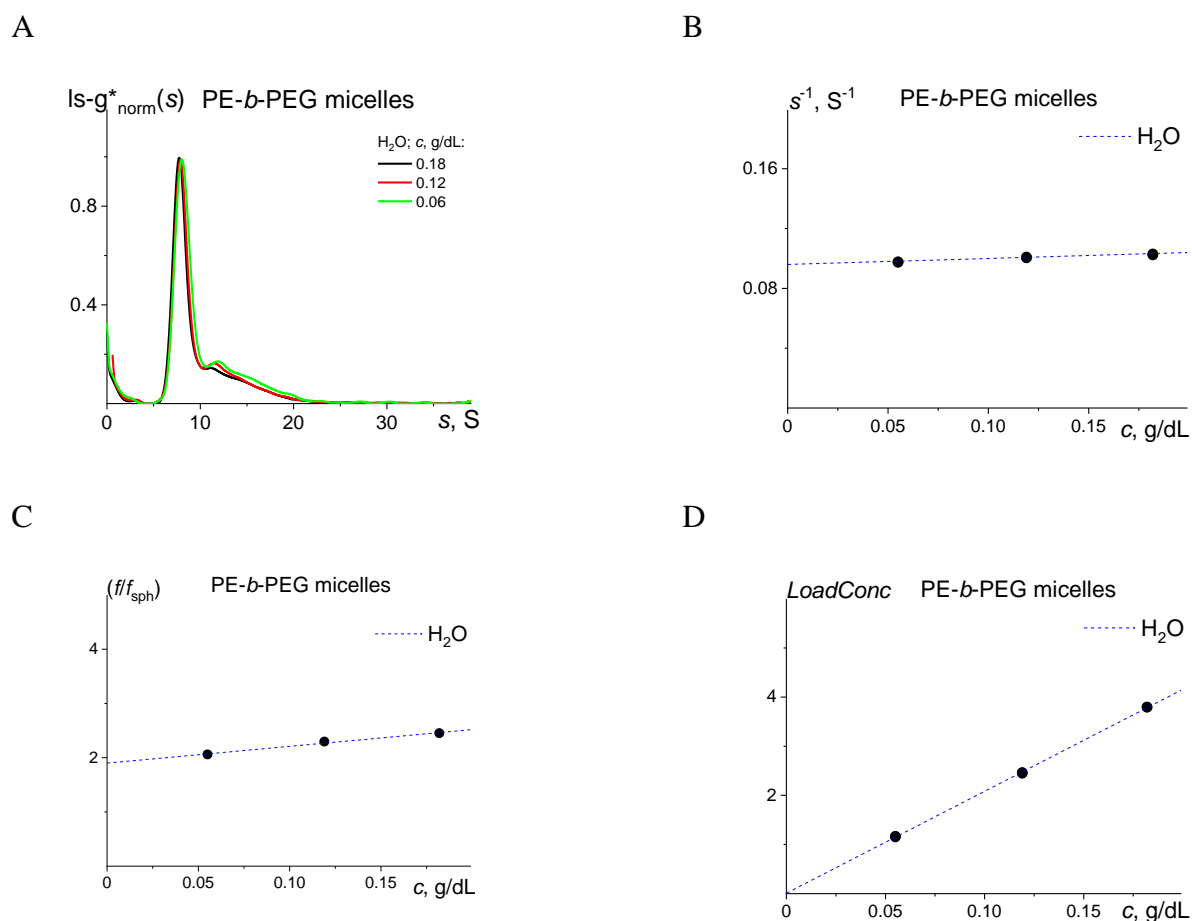 A
ls-g*norm(s) PE-b-PEG micelles
H2O; c, g/dL:
0.18
0.12
0.06
0.8
0.4
0 10 20 30 s, S
B
s-1, S-1 PE-b-PEG micelles
H2O
0.16
0.08
0 0.05 0.10 0.15 c, g/dL
C
(f/fsph) PE-b-PEG micelles
H2O
4
2
0 0.05 0.10 0.15 c, g/dL
D
LoadConc PE-b-PEG micelles
H2O
4
2
0 0.05 0.10 0.15 c, g/dL